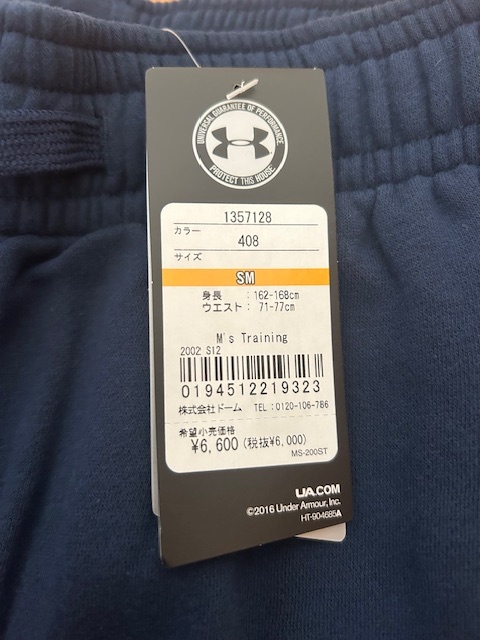 UNIVERSAL GUARANTEE OF PERFORMANCE
PROTECT THIS HOUSE
1357128
カラー
408
サイズ
SM
身長 : 162-168cm
ウエスト : 71-77cm
M's Training
2002 S12
0194512219323
株式会社ドーム TEL : 0120-106-786
希望小売価格
¥6,600 (税抜¥6,000)
MS-200ST
UA.COM
©2016 Under Armour, Inc.
HT-904685A